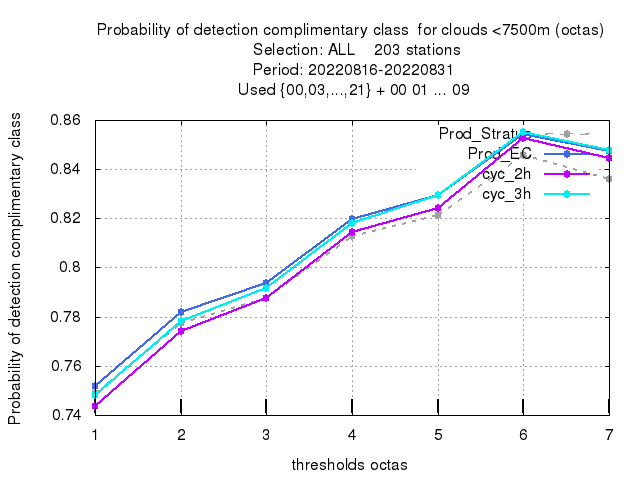 Probability of detection complimentary class for clouds <7500m (octas)
Selection: ALL 203 stations
Period: 20220816-20220831
Used {00,03,...,21} + 00 01 ... 09
Probability of detection complimentary class
0.86
0.84
0.82
0.8
0.78
0.76
0.74
Prod_Stratus
Prod_EC
cyc_2h
cyc_3h
1 2 3 4 5 6 7
thresholds octas